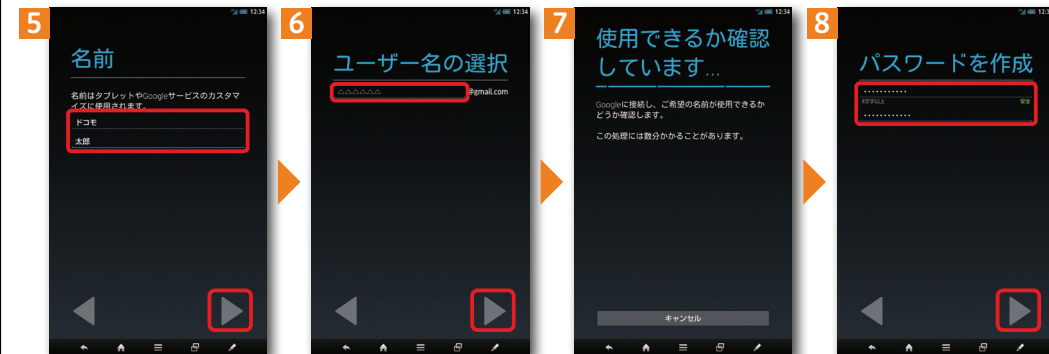 5
12:34
名前
名前はタブレットやGoogleサービスのカスタマ
イズに使用されます。
ドコモ
太郎
6
12:34
ユーザー名の選択
△△△△△△ @gmail.com
7
12:34
使用できるか確認
しています...
Googleに接続し、ご希望の名前が使用できるか
どうか確認します。
この処理には数分かかることがあります。
キャンセル
8
12:34
パスワードを作成
...........
8文字以上 安全
............